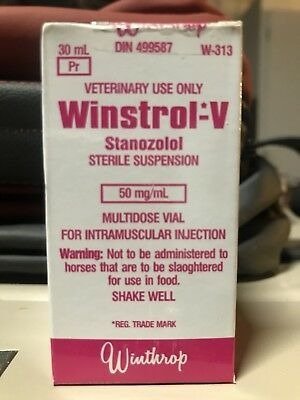 Winthrop
30 mL DIN 499587 W-313
Pr
VETERINARY USE ONLY
Winstrol*-V
Stanozolol
STERILE SUSPENSION
50 mg/mL
MULTIDOSE VIAL
FOR INTRAMUSCULAR INJECTION
Warning: Not to be administered to
horses that are to be slaoghtered
for use in food.
SHAKE WELL
*REG. TRADE MARK
Winthrop